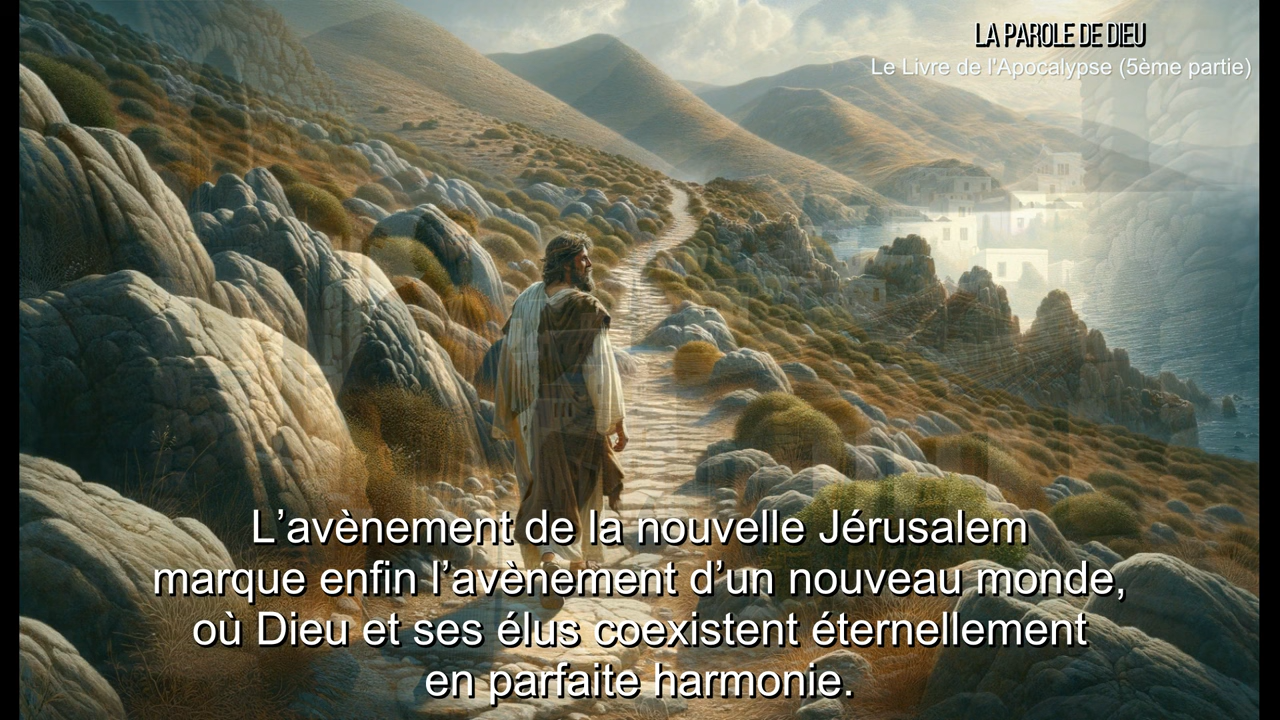 LA PAROLE DE DIEU
Le Livre de l'Apocalypse (5ème partie)
L’avènement de la nouvelle Jérusalem
marque enfin l’avènement d’un nouveau monde,
où Dieu et ses élus coexistent éternellement
en parfaite harmonie.